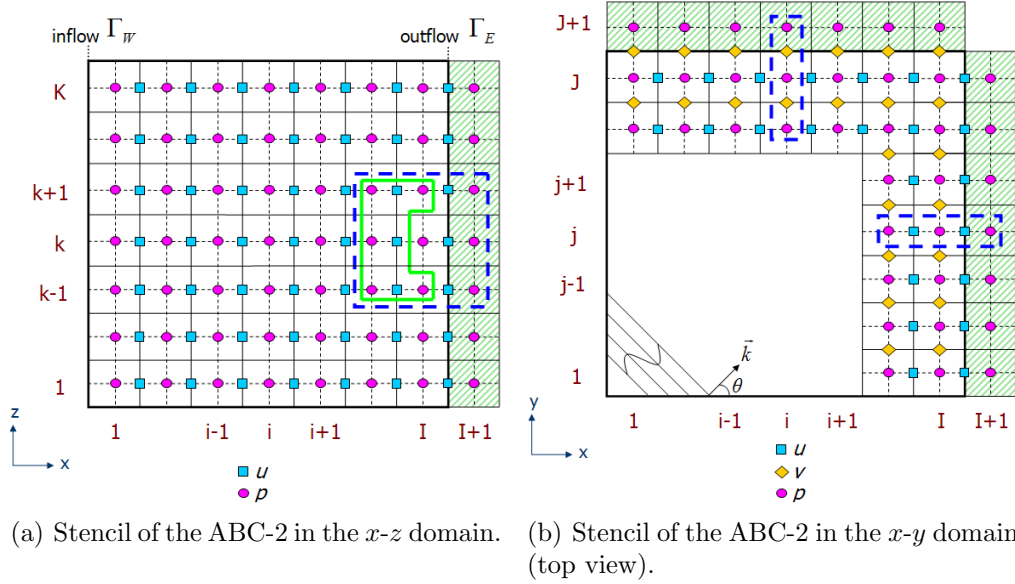 inflow Γ_W outflow Γ_E
K
k+1
k
k-1
1
1 i-1 i i+1 I I+1
z
x
u
p
(a) Stencil of the ABC-2 in the x-z domain.
J+1
J
j+1
j
j-1
1
k⃗
θ
1 i-1 i i+1 I I+1
y
x
u
v
p
(b) Stencil of the ABC-2 in the x-y domain
(top view).